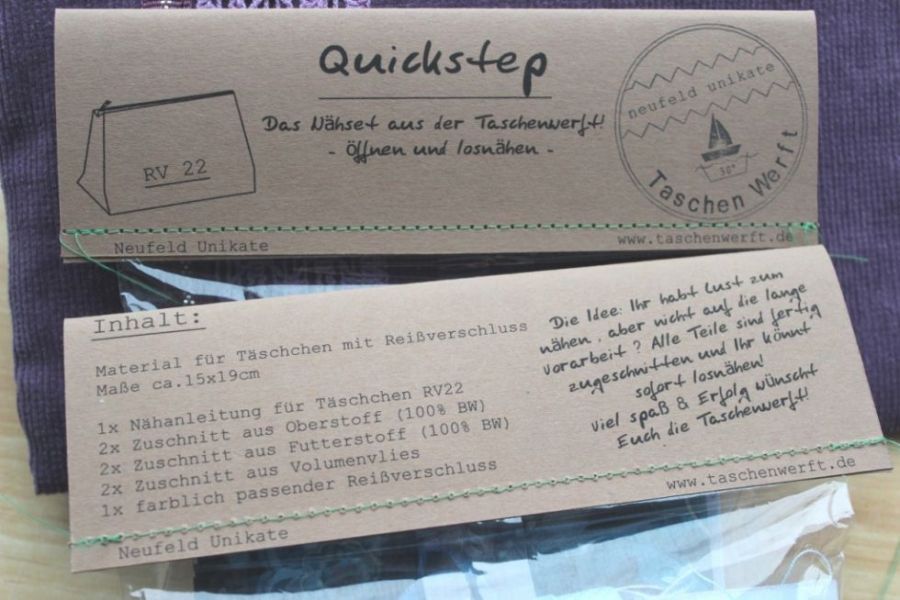 Quickstep
Das Nähset aus der Taschenwerft!
- Öffnen und losnähen -
RV 22
neufeld unikate
30°
Taschen Werft
Neufeld Unikate
www.taschenwerft.de
Inhalt:
Material für Täschchen mit Reißverschluss
Maße ca.15x19cm
1x Nähanleitung für Täschchen RV22
2x Zuschnitt aus Oberstoff (100% BW)
2x Zuschnitt aus Futterstoff (100% BW)
2x Zuschnitt aus Volumenvlies
1x farblich passender Reißverschluss
Die Idee: Ihr habt Lust zum
nähen, aber nicht auf die lange
vorarbeit? Alle Teile sind fertig
zugeschnitten und Ihr könnt
sofort losnähen!
viel spaß & Erfolg wünscht
Euch die Taschenwerft!
Neufeld Unikate
www.taschenwerft.de